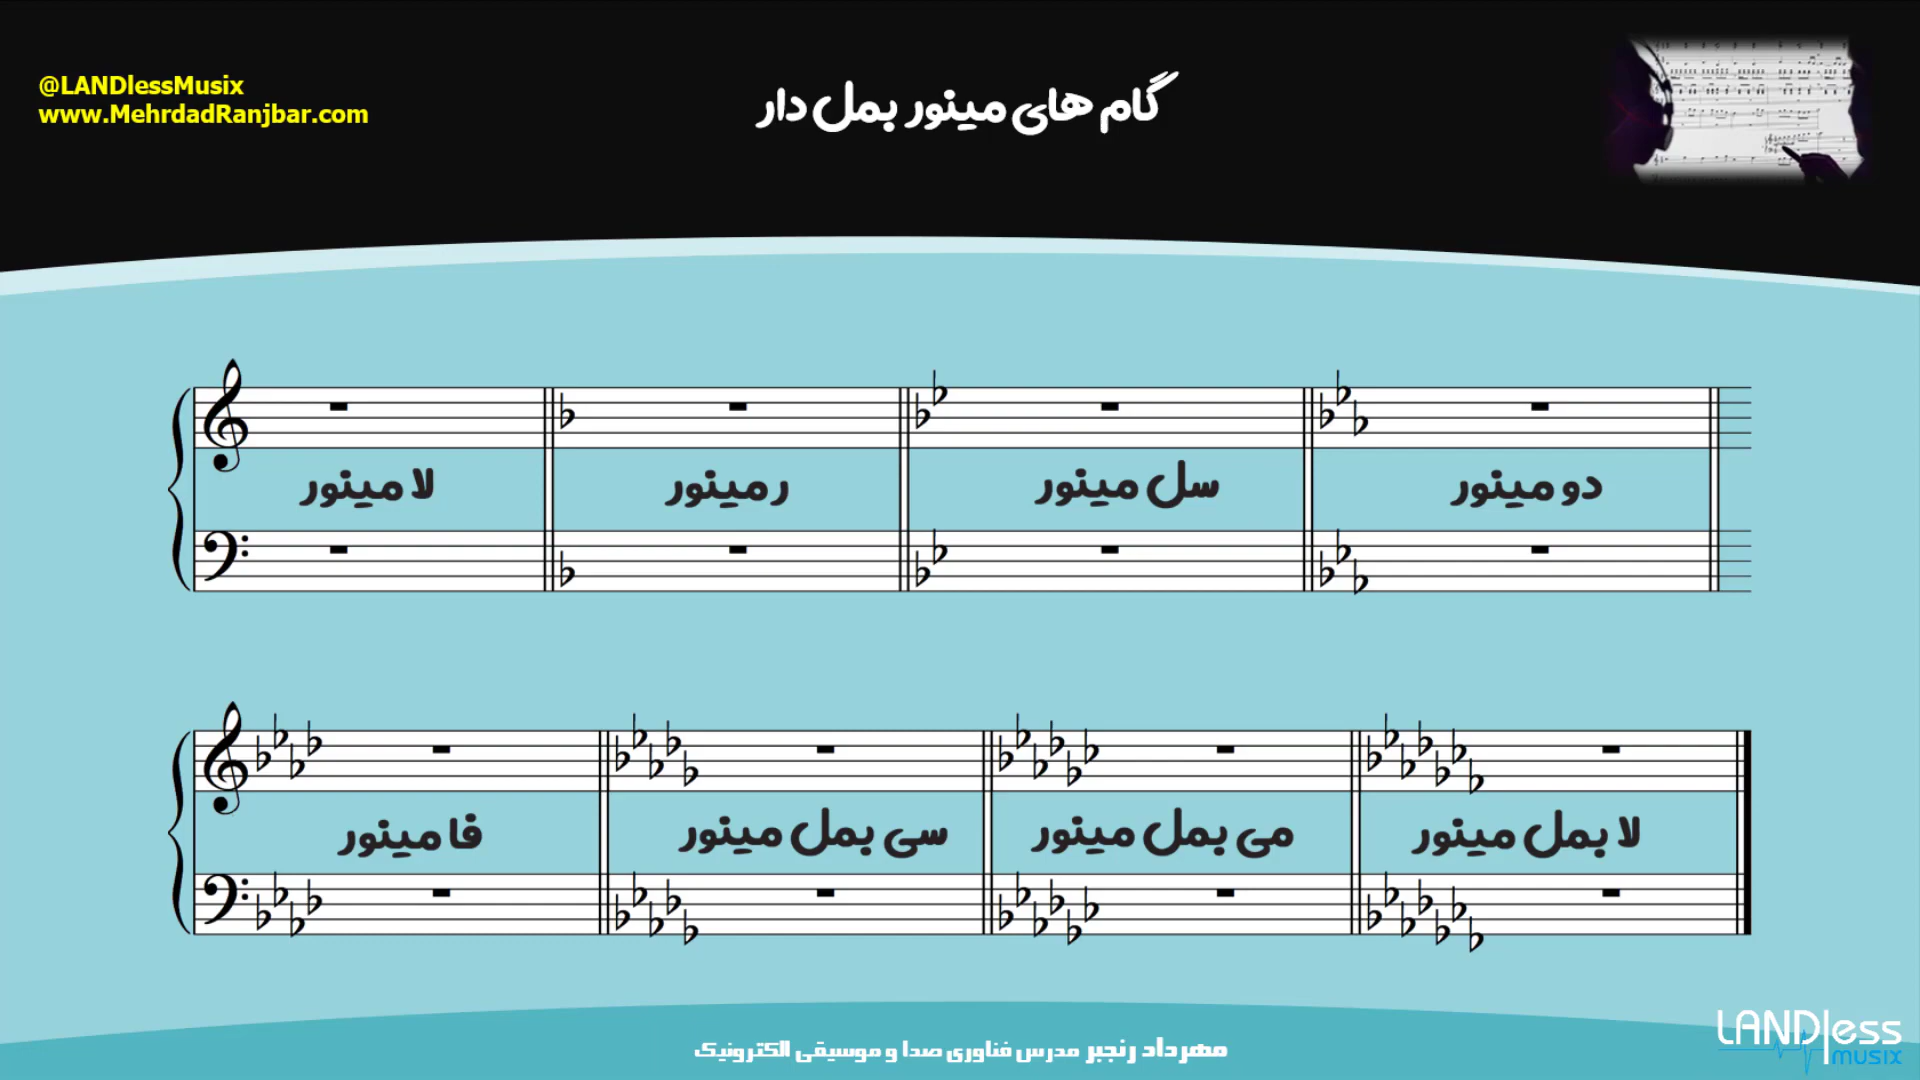 @LANDlessMusix
www.MehrdadRanjbar.com
گام های مینور بمل دار
لا مینور
ر مینور
سل مینور
دو مینور
فا مینور
سی بمل مینور
می بمل مینور
لا بمل مینور
مهرداد رنجبر مدرس فناوری صدا و موسیقی الکترونیک
LANDless
MUSIX